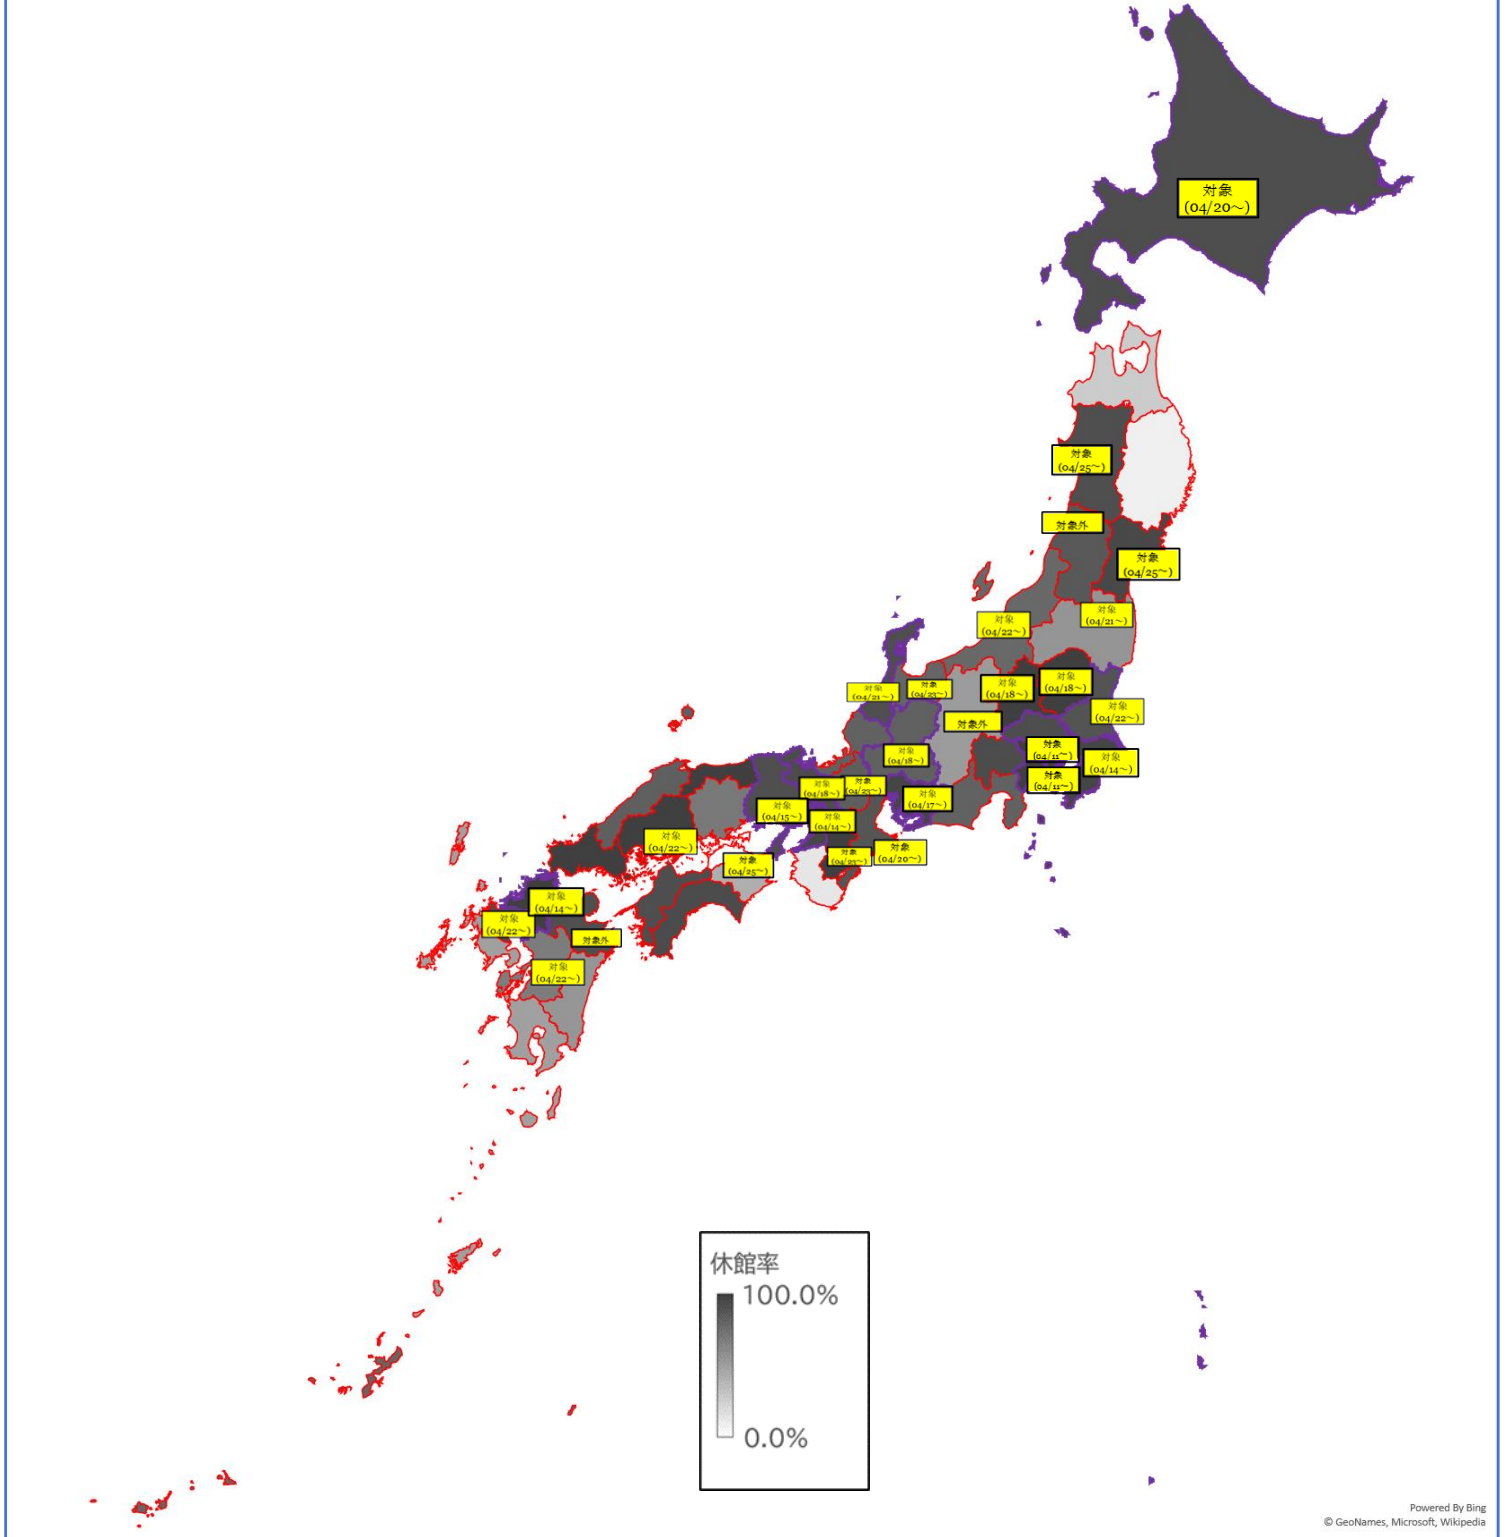 対象
(04/20～)
対象
(04/25～)
対象外
対象
(04/25～)
対象
(04/21～)
対象
(04/22～)
対象
(04/18～)
対象
(04/18～)
対象
(04/21～)
対象
(04/23～)
対象
(04/22～)
対象外
対象
(04/11～)
対象
(04/14～)
対象
(04/18～)
対象
(04/11～)
対象
(04/18～)
対象
(04/23～)
対象
(04/17～)
対象
(04/15～)
対象
(04/14～)
対象
(04/22～)
対象
(04/23～)
対象
(04/20～)
対象
(04/25～)
対象
(04/14～)
対象
(04/22～)
対象外
対象
(04/22～)
休館率
100.0%
0.0%
Powered By Bing
© GeoNames, Microsoft, Wikipedia